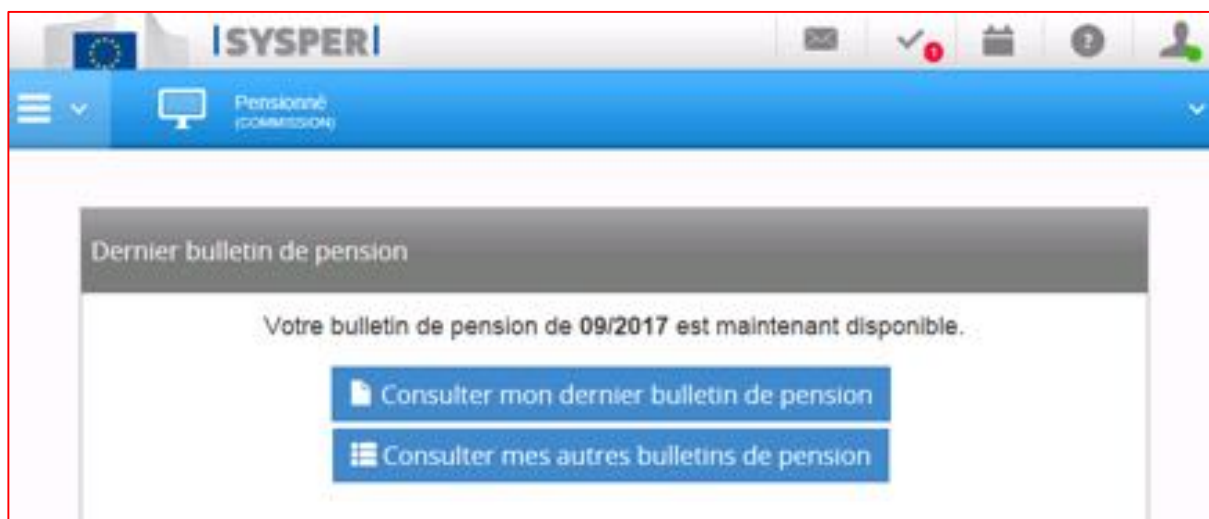 SYSPER
1
Pensionné
(COMMISSION)
Dernier bulletin de pension
Votre bulletin de pension de 09/2017 est maintenant disponible.
Consulter mon dernier bulletin de pension
Consulter mes autres bulletins de pension